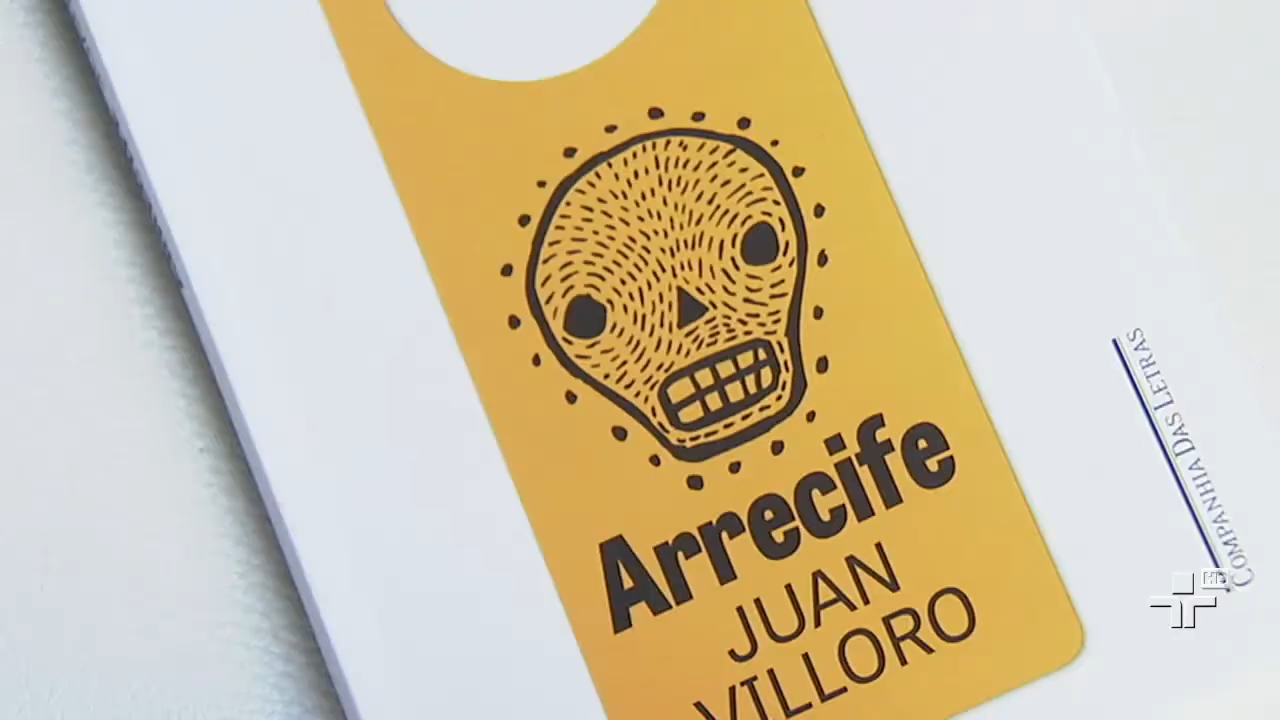 Arrecife
JUAN
VILLORO
COMPANHIA DAS LETRAS
HD